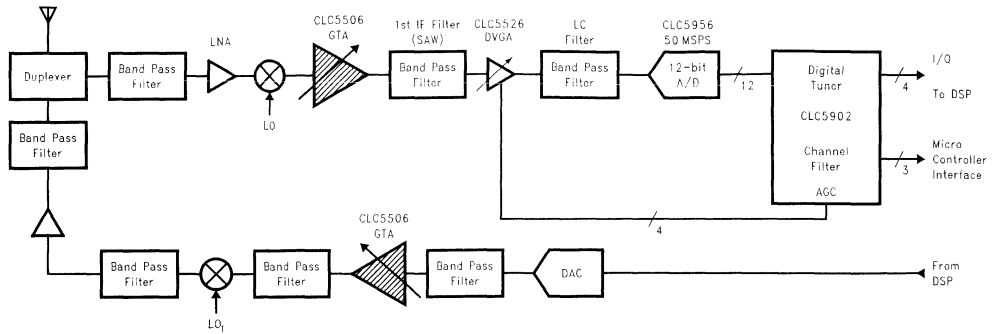 CLC5506
GTA
1st IF Filter
(SAW)
CLC5526
DVGA
LC
Filter
CLC5956
50 MSPS
LNA
Duplexer
Band Pass
Filter
LO
Band Pass
Filter
Band Pass
Filter
12-bit
A/D
12
Digital
Tuner
CLC5902
Channel
Filter
AGC
4
I/Q
To DSP
3
Micro
Controller
Interface
Band Pass
Filter
4
CLC5506
GTA
Band Pass
Filter
LO1
Band Pass
Filter
Band Pass
Filter
DAC
From
DSP